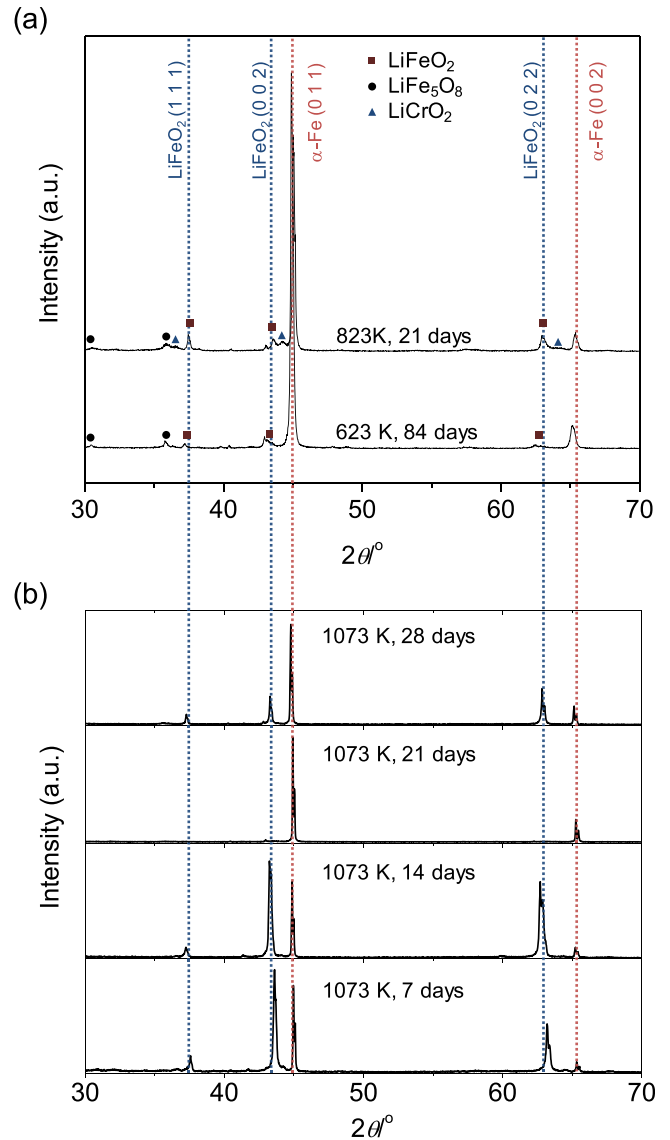 (a)
LiFeO₂ (1 1 1)
LiFeO₂ (0 0 2)
α-Fe (0 1 1)
LiFeO₂
LiFe₅O₈
LiCrO₂
LiFeO₂ (0 2 2)
α-Fe (0 0 2)
Intensity (a.u.)
823K, 21 days
623 K, 84 days
30 40 50 60 70
2θ/°
(b)
Intensity (a.u.)
1073 K, 28 days
1073 K, 21 days
1073 K, 14 days
1073 K, 7 days
30 40 50 60 70
2θ/°